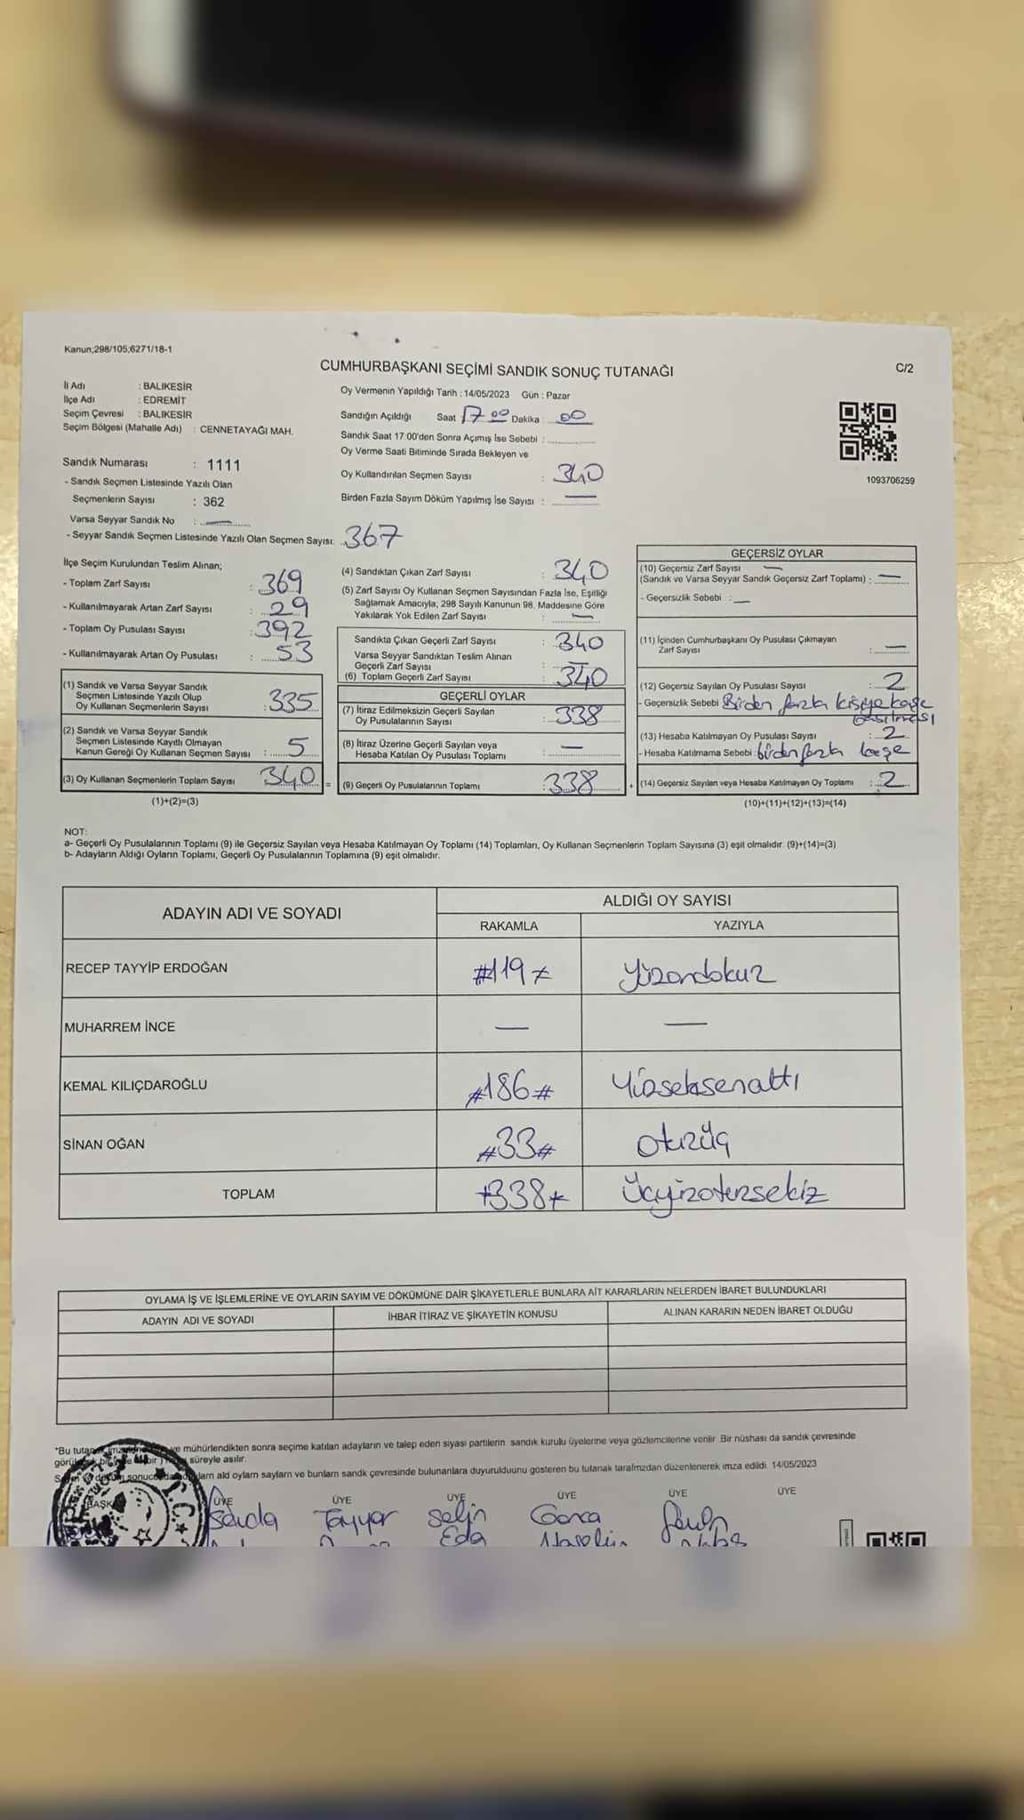 Kanun;298/105;6271/18-1
CUMHURBAŞKANI SEÇİMİ SANDIK SONUÇ TUTANAĞI
C/2
İl Adı : BALIKESİR
İlçe Adı : EDREMİT
Seçim Çevresi : BALIKESİR
Seçim Bölgesi (Mahalle Adı) : CENNETAYAĞI MAH.
Oy Vermenin Yapıldığı Tarih : 14/05/2023 Gün : Pazar
Sandığın Açıldığı Saat 17 00 Dakika 00
Sandık Saat 17:00'den Sonra Açımış İse Sebebi :
Oy Verme Saati Bitiminde Sırada Bekleyen ve
Oy Kullandırılan Seçmen Sayısı : 340
Birden Fazla Sayım Döküm Yapılmış İse Sayısı : —
1093706259
Sandık Numarası : 1111
- Sandık Seçmen Listesinde Yazılı Olan
Seçmenlerin Sayısı : 362
Varsa Seyyar Sandık No : —
- Seyyar Sandık Seçmen Listesinde Yazılı Olan Seçmen Sayısı: 367
İlçe Seçim Kurulundan Teslim Alınan;
- Toplam Zarf Sayısı : 369
- Kullanılmayarak Artan Zarf Sayısı : 29
- Toplam Oy Pusulası Sayısı : 392
- Kullanılmayarak Artan Oy Pusulası : 53
(1) Sandık ve Varsa Seyyar Sandık
Seçmen Listesinde Yazılı Olup
Oy Kullanan Seçmenlerin Sayısı : 335
(2) Sandık ve Varsa Seyyar Sandık
Seçmen Listesinde Kayıtlı Olmayan
Kanun Gereği Oy Kullanan Seçmen Sayısı : 5
(3) Oy Kullanan Seçmenlerin Toplam Sayısı 340 =
(1)+(2)=(3)
(4) Sandıktan Çıkan Zarf Sayısı : 340
(5) Zarf Sayısı Oy Kullanan Seçmen Sayısından Fazla İse, Eşitliği
Sağlamak Amacıyla, 298 Sayılı Kanunun 98. Maddesine Göre
Yakılarak Yok Edilen Zarf Sayısı : —
Sandıkta Çıkan Geçerli Zarf Sayısı : 340
Varsa Seyyar Sandıktan Teslim Alınan
Geçerli Zarf Sayısı : —
(6) Toplam Geçerli Zarf Sayısı : 340
GEÇERLİ OYLAR
(7) İtiraz Edilmeksizin Geçerli Sayılan
Oy Pusulalarının Sayısı : 338
(8) İtiraz Üzerine Geçerli Sayılan veya
Hesaba Katılan Oy Pusulası Toplamı : —
(9) Geçerli Oy Pusulalarının Toplamı : 338 +
GEÇERSİZ OYLAR
(10) Geçersiz Zarf Sayısı —
(Sandık ve Varsa Seyyar Sandık Geçersiz Zarf Toplamı) : —
- Geçersizlik Sebebi : —
(11) İçinden Cumhurbaşkanı Oy Pusulası Çıkmayan
Zarf Sayısı : —
(12) Geçersiz Sayılan Oy Pusulası Sayısı : 2
- Geçersizlik Sebebi Birden fazla kişiye kaşe
basılması
(13) Hesaba Katılmayan Oy Pusulası Sayısı : 2
- Hesaba Katılmama Sebebi : birden fazla kaşe
(14) Geçersiz Sayılan veya Hesaba Katılmayan Oy Toplamı : 2
(10)+(11)+(12)+(13)=(14)
NOT:
a- Geçerli Oy Pusulalarının Toplamı (9) ile Geçersiz Sayılan veya Hesaba Katılmayan Oy Toplamı (14) Toplamları, Oy Kullanan Seçmenlerin Toplam Sayısına (3) eşit olmalıdır. (9)+(14)=(3)
b- Adayların Aldığı Oyların Toplamı, Geçerli Oy Pusulalarının Toplamına (9) eşit olmalıdır.
ADAYIN ADI VE SOYADI
ALDIĞI OY SAYISI
RAKAMLA YAZIYLA
RECEP TAYYİP ERDOĞAN #119# Yüzondokuz
MUHARREM İNCE — —
KEMAL KILIÇDAROĞLU #186# Yüzseksenaltı
SİNAN OĞAN #33# otuzüç
TOPLAM #338# Üçyüzotuzsekiz
OYLAMA İŞ VE İŞLEMLERİNE VE OYLARIN SAYIM VE DÖKÜMÜNE DAİR ŞİKAYETLERLE BUNLARA AİT KARARLARIN NELERDEN İBARET BULUNDUKLARI
ADAYIN ADI VE SOYADI İHBAR İTİRAZ VE ŞİKAYETİN KONUSU ALINAN KARARIN NEDEN İBARET OLDUĞU
*Bu tutanak ve mühürlendikten sonra seçime katılan adayların ve talep eden siyasi partilerin sandık kurulu üyelerine veya gözlemcilerine verilir. Bir nüshası da sandık çevresinde
süreyle asılır.
ald oyların sayların ve bunların sandık çevresinde bulunanlara duyurulduunu gösteren bu tutanak tarafmzdan düzenlenerek imza edildi. 14/05/2023
BAŞKAN ÜYE ÜYE ÜYE ÜYE ÜYE ÜYE
Tayyar Selin Gonca
Eda
T.C.